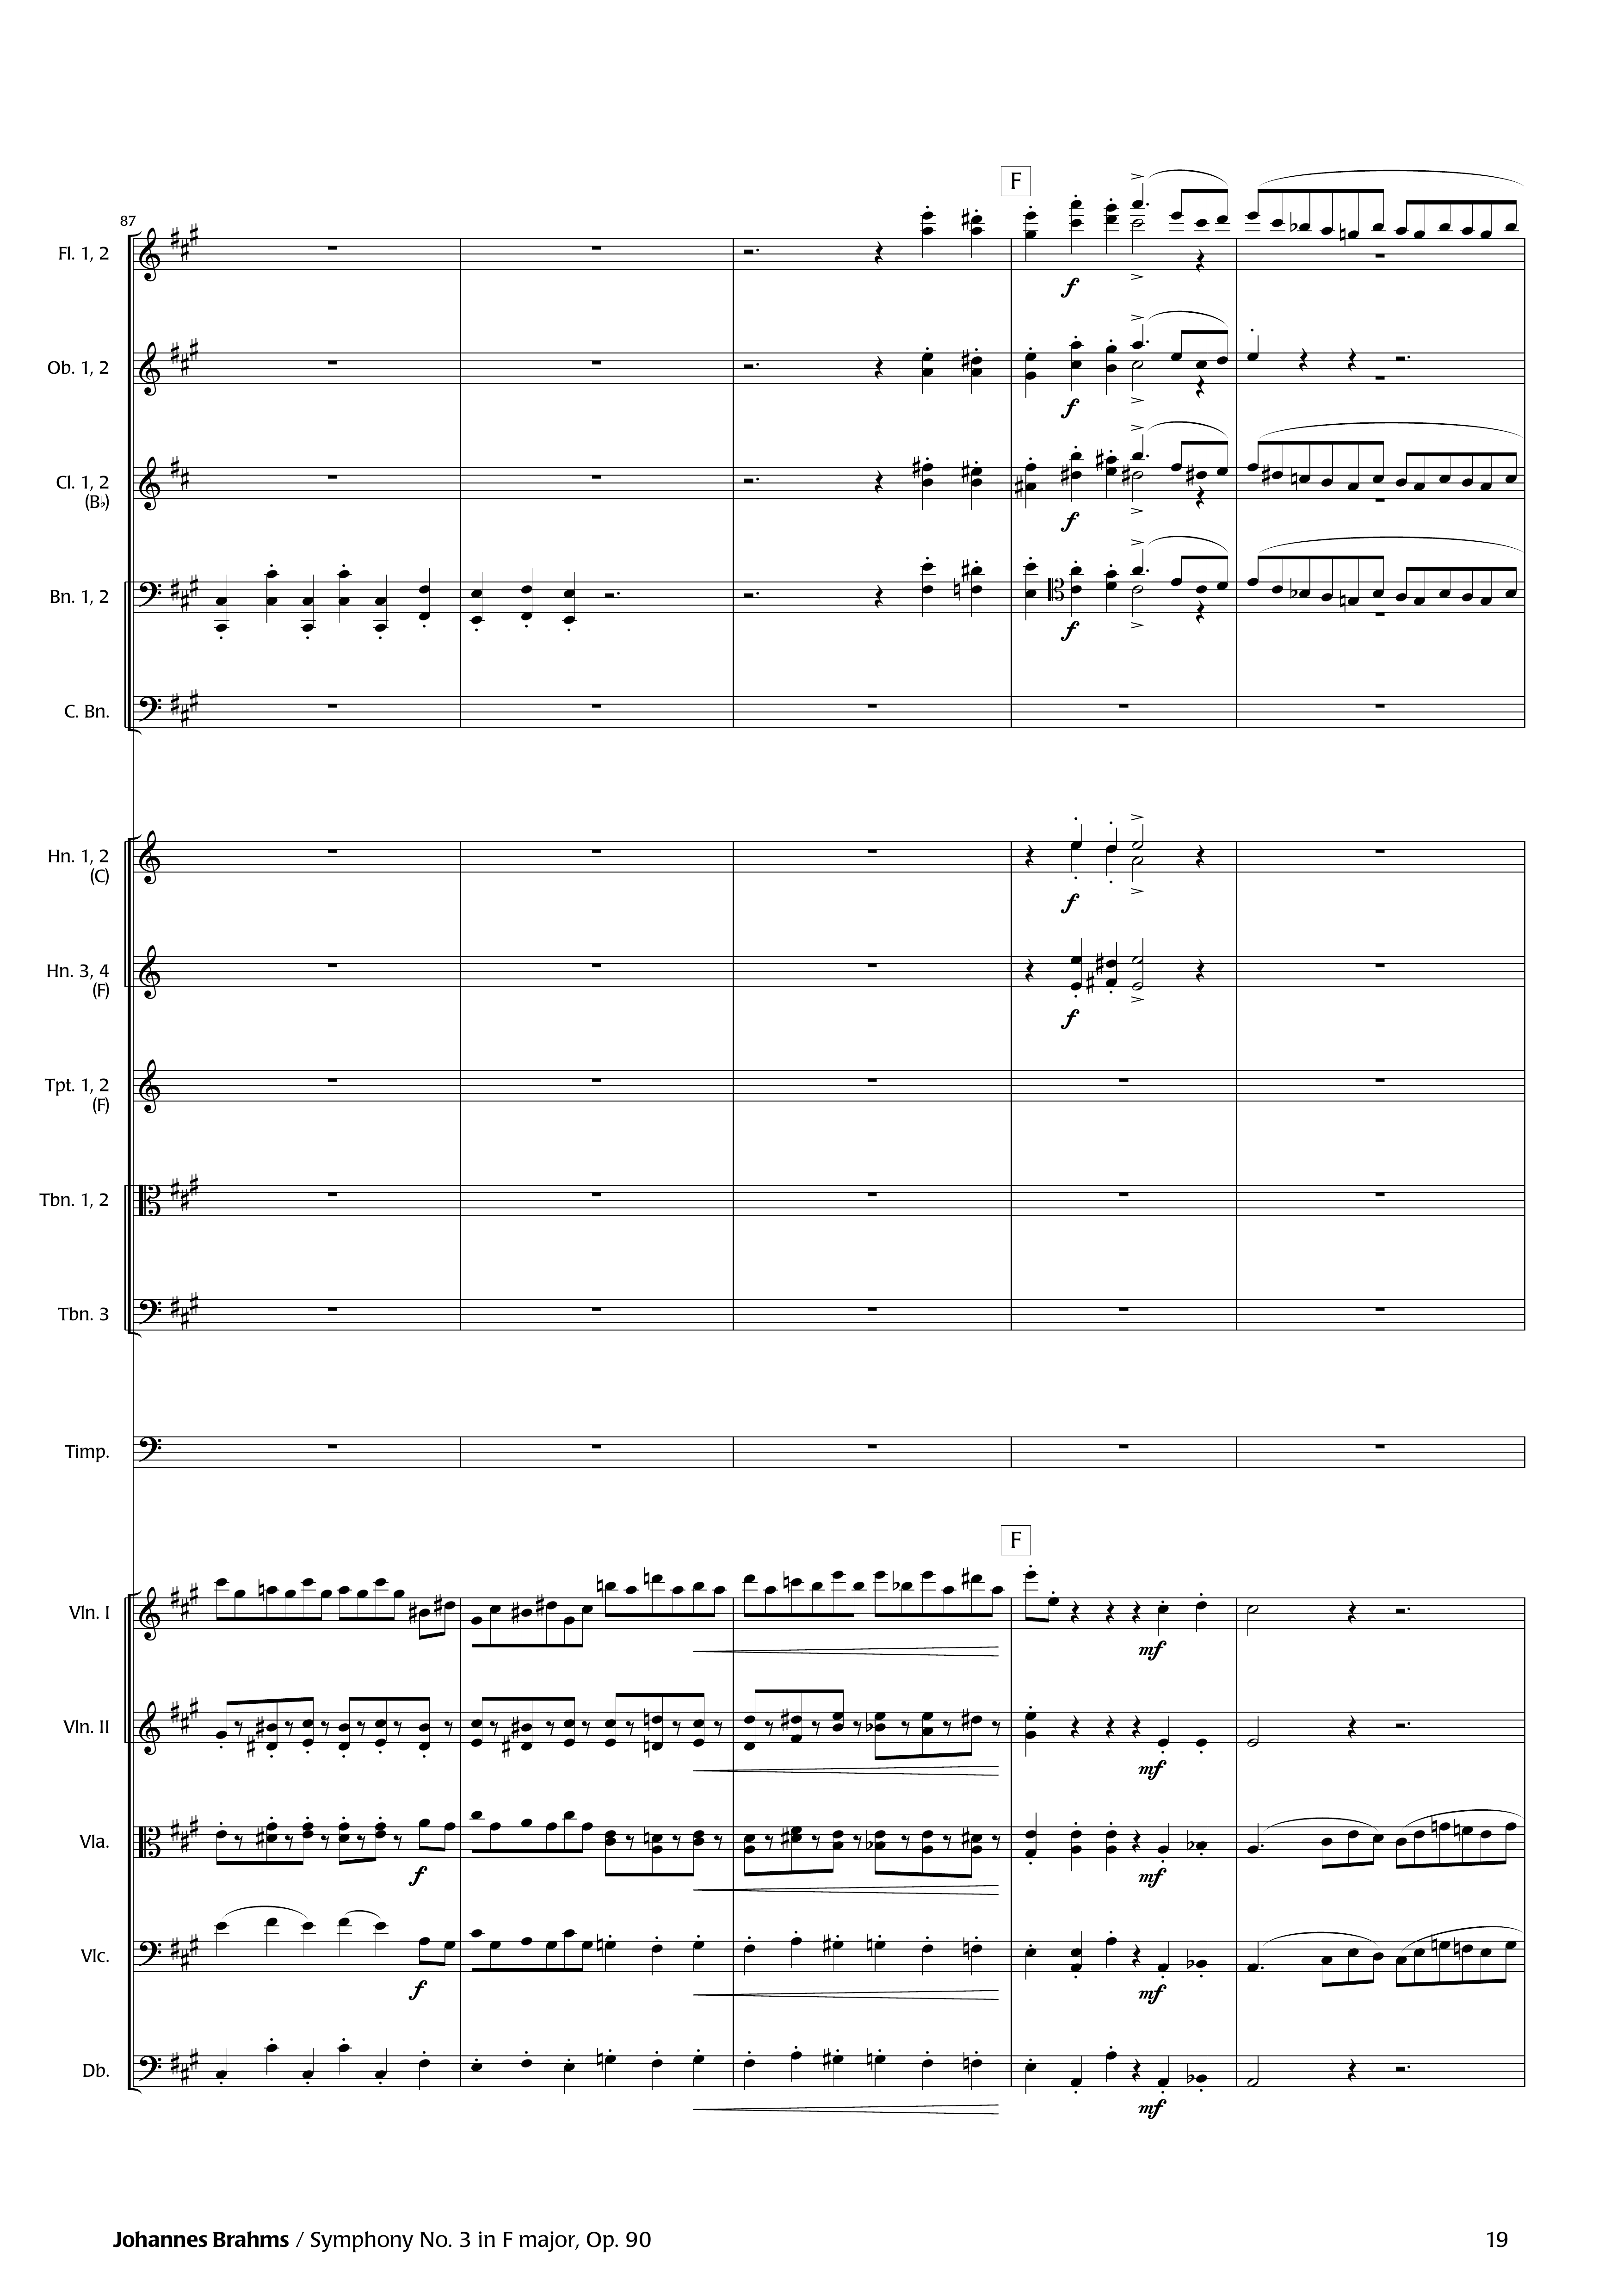 F
87
Fl. 1, 2
f
Ob. 1, 2
f
Cl. 1, 2
(B♭)
f
Bn. 1, 2
f
C. Bn.
Hn. 1, 2
(C)
f
Hn. 3, 4
(F)
f
Tpt. 1, 2
(F)
Tbn. 1, 2
Tbn. 3
Timp.
F
Vln. I
mf
Vln. II
mf
Vla.
f mf
Vlc.
f mf
Db.
mf
Johannes Brahms / Symphony No. 3 in F major, Op. 90
19